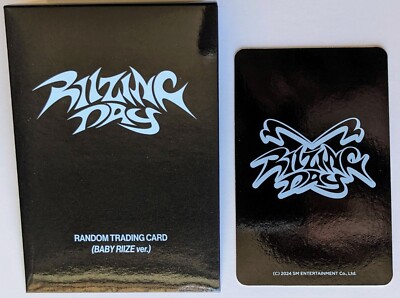 RIIZING
DAY
RANDOM TRADING CARD
(BABY RIIZE ver.)
RIIZING
DAY
(C) 2024 SM ENTERTAINMENT Co., Ltd.